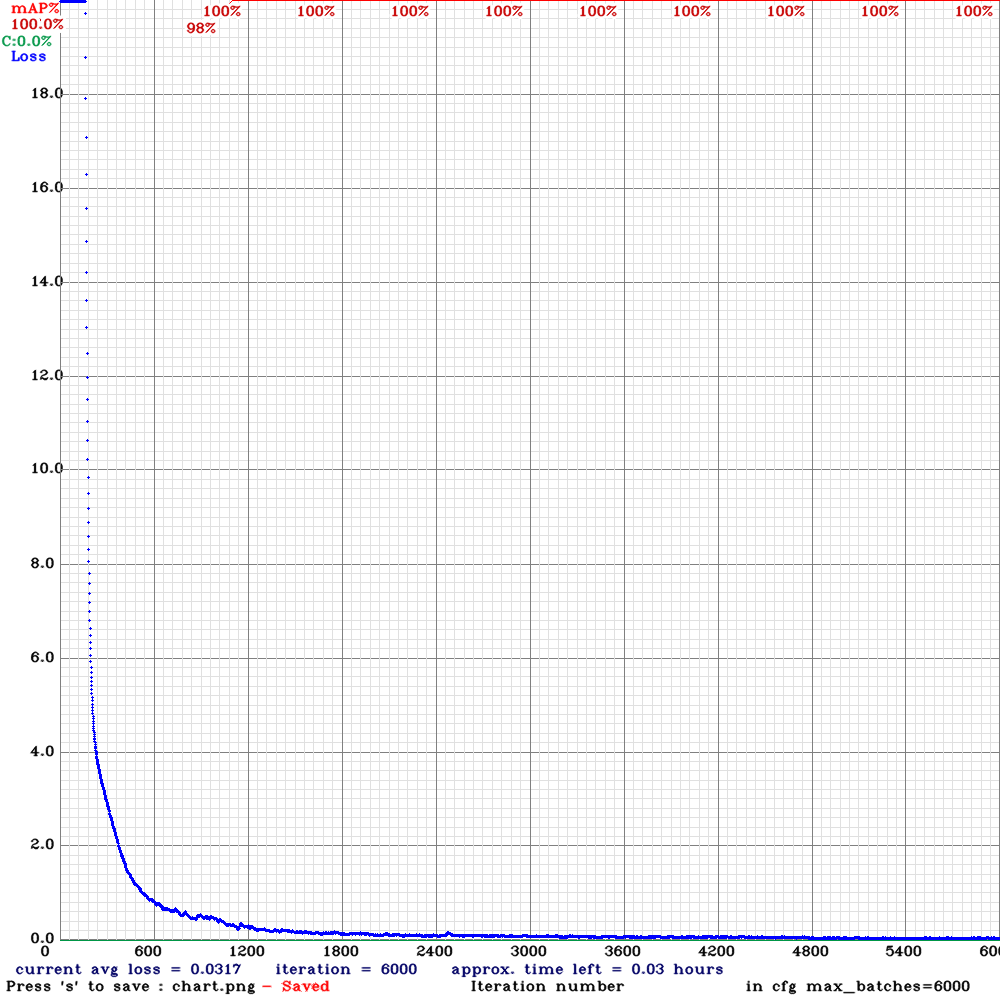 mAP% 100% 100% 100% 100% 100% 100% 100% 100% 100%
100.0% 98%
C:0.0%
Loss
18.0
16.0
14.0
12.0
10.0
8.0
6.0
4.0
2.0
0.0
0 600 1200 1800 2400 3000 3600 4200 4800 5400 600
current avg loss = 0.0317 iteration = 6000 approx. time left = 0.03 hours
Press 's' to save : chart.png - Saved Iteration number in cfg max_batches=6000